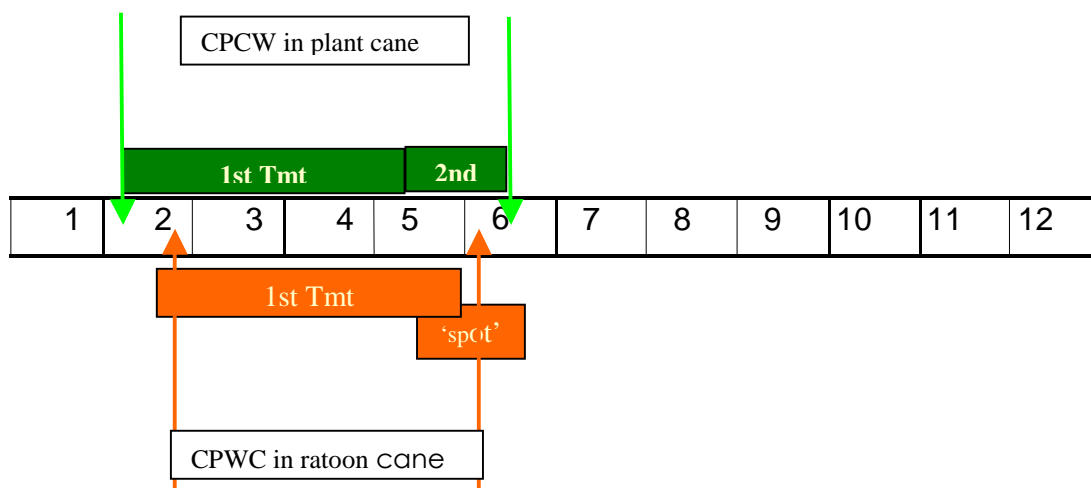 CPCW in plant cane
1st Tmt 2nd
1 2 3 4 5 6 7 8 9 10 11 12
1st Tmt
‘spot’
CPWC in ratoon cane